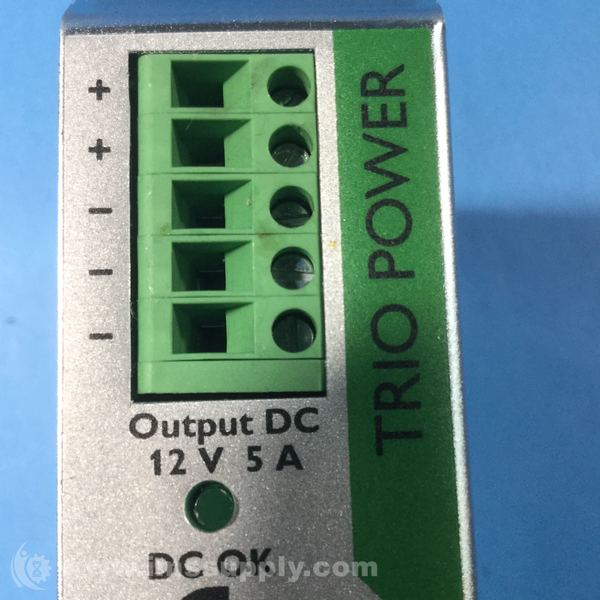 +
+
-
-
-
TRIO POWER
Output DC
12 V 5 A
DC OK